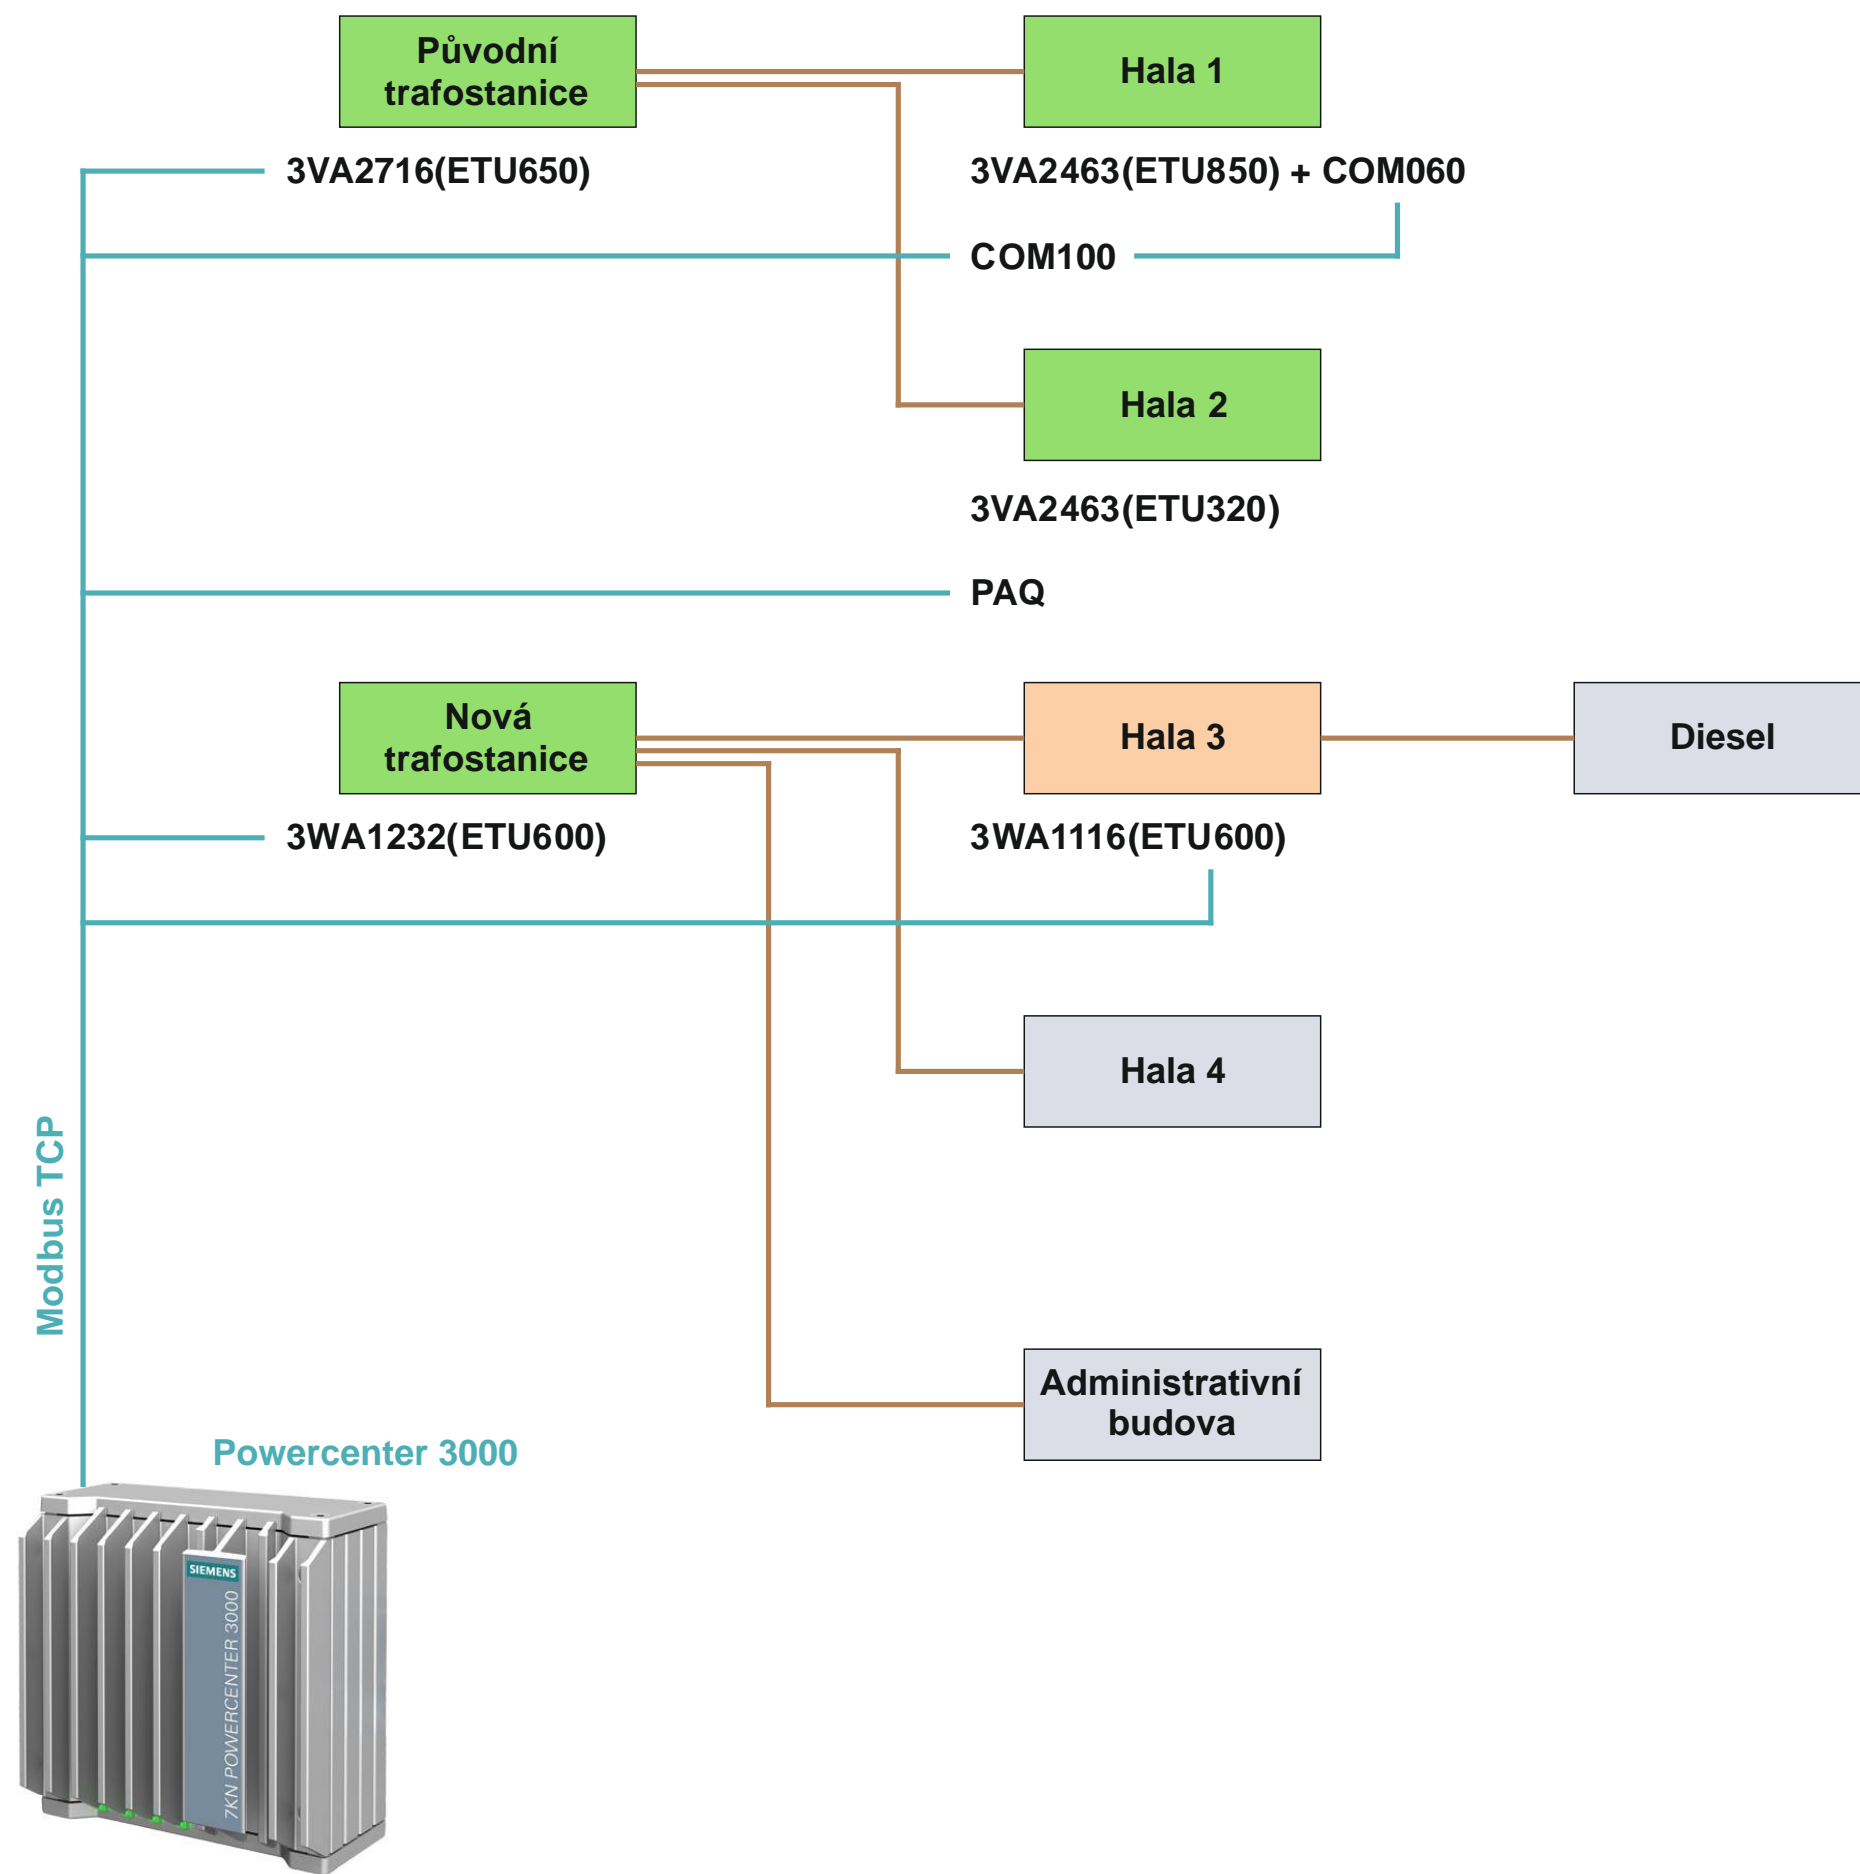 Původní
trafostanice
Hala 1
3VA2716(ETU650)
3VA2463(ETU850) + COM060
COM100
Hala 2
3VA2463(ETU320)
PAQ
Nová
trafostanice
Hala 3
Diesel
3WA1232(ETU600)
3WA1116(ETU600)
Hala 4
Modbus TCP
Administrativní
budova
Powercenter 3000
SIEMENS
7KN POWERCENTER 3000